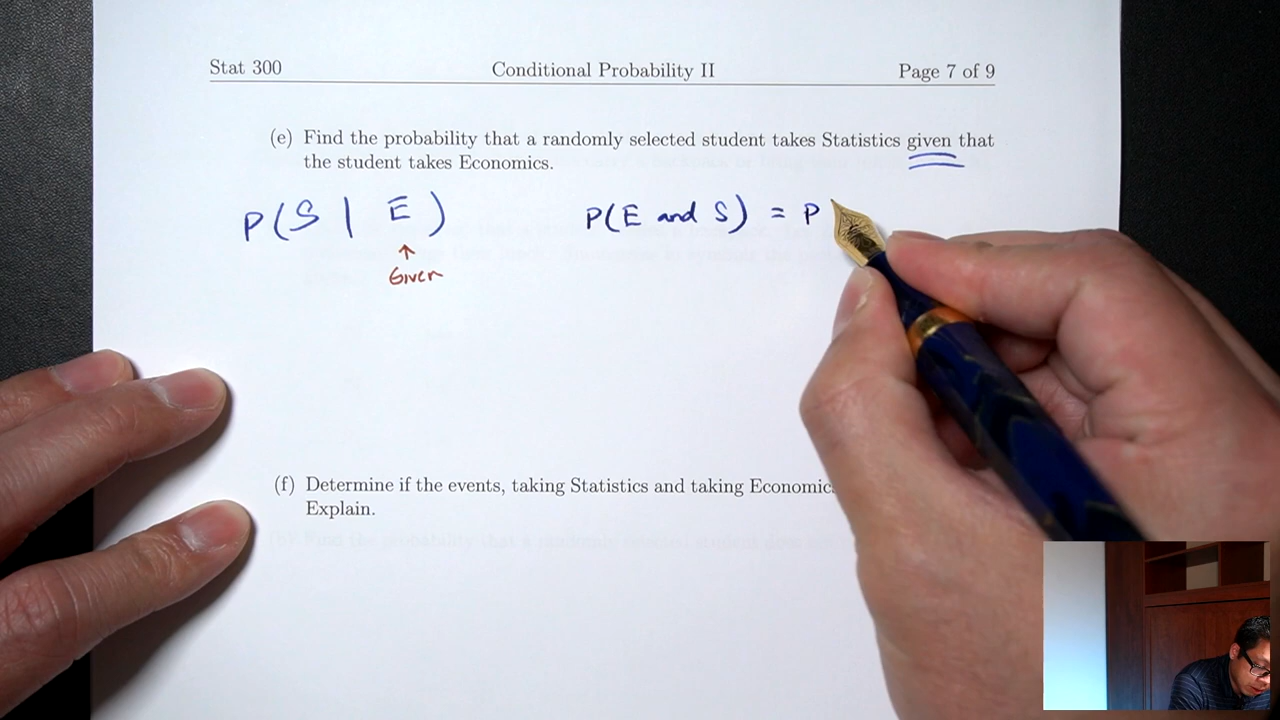 Stat 300 Conditional Probability II Page 7 of 9
(e) Find the probability that a randomly selected student takes Statistics given that
the student takes Economics.
P(S | E) P(E and S) = P
↑
Given
(f) Determine if the events, taking Statistics and taking
Explain.